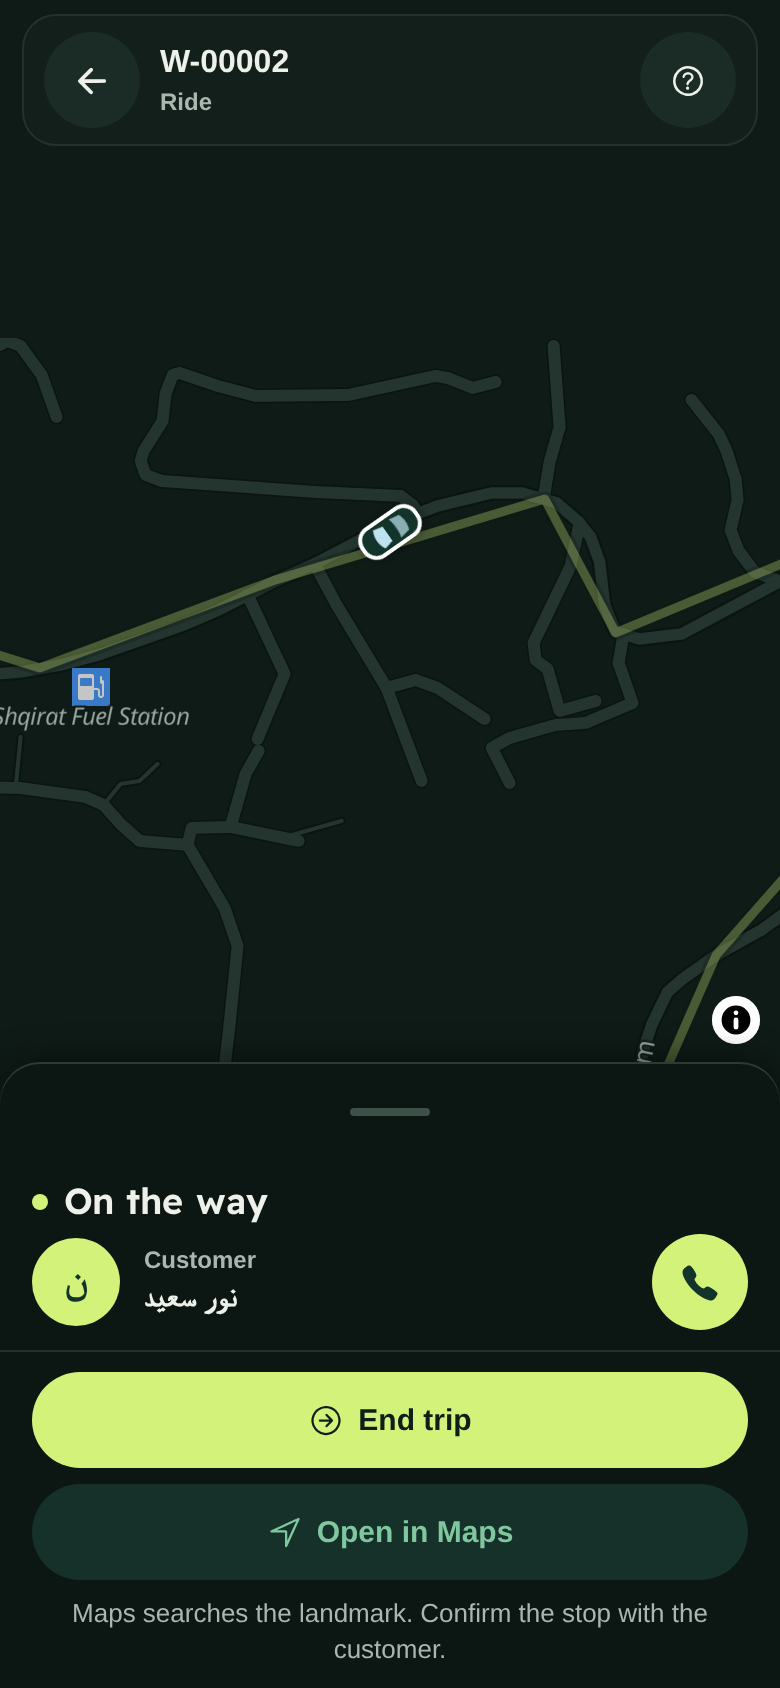 W-00002
Ride
Shqirat Fuel Station
m
On the way
ن
Customer
نور سعيد
End trip
Open in Maps
Maps searches the landmark. Confirm the stop with the
customer.